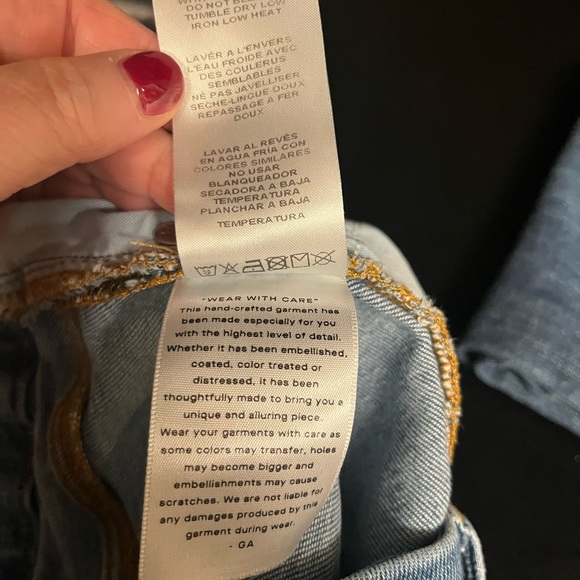 DO NOT BLE
TUMBLE DRY LOW
IRON LOW HEAT
LAVER A L'ENVERS
L'EAU FROIDE AVEC
DES COULERUS
SEMBLABLES
NE PAS JAVELLISER
SECHE-LINGUE DOUX
REPASSAGE A FER
DOUX
LAVAR AL REVÉS
EN AGUA FRÍA CON
COLORES SIMILARES
NO USAR
BLANQUEADOR
SECADORA A BAJA
TEMPERATURA
PLANCHAR A BAJA
TEMPERATURA
"WEAR WITH CARE"
This hand-crafted garment has
been made especially for you
with the highest level of detail.
Whether it has been embellished,
coated, color treated or
distressed, it has been
thoughtfully made to bring you a
unique and alluring piece.
Wear your garments with care as
some colors may transfer, holes
may become bigger and
embellishments may cause
scratches. We are not liable for
any damages produced by this
garment during wear.
- GA